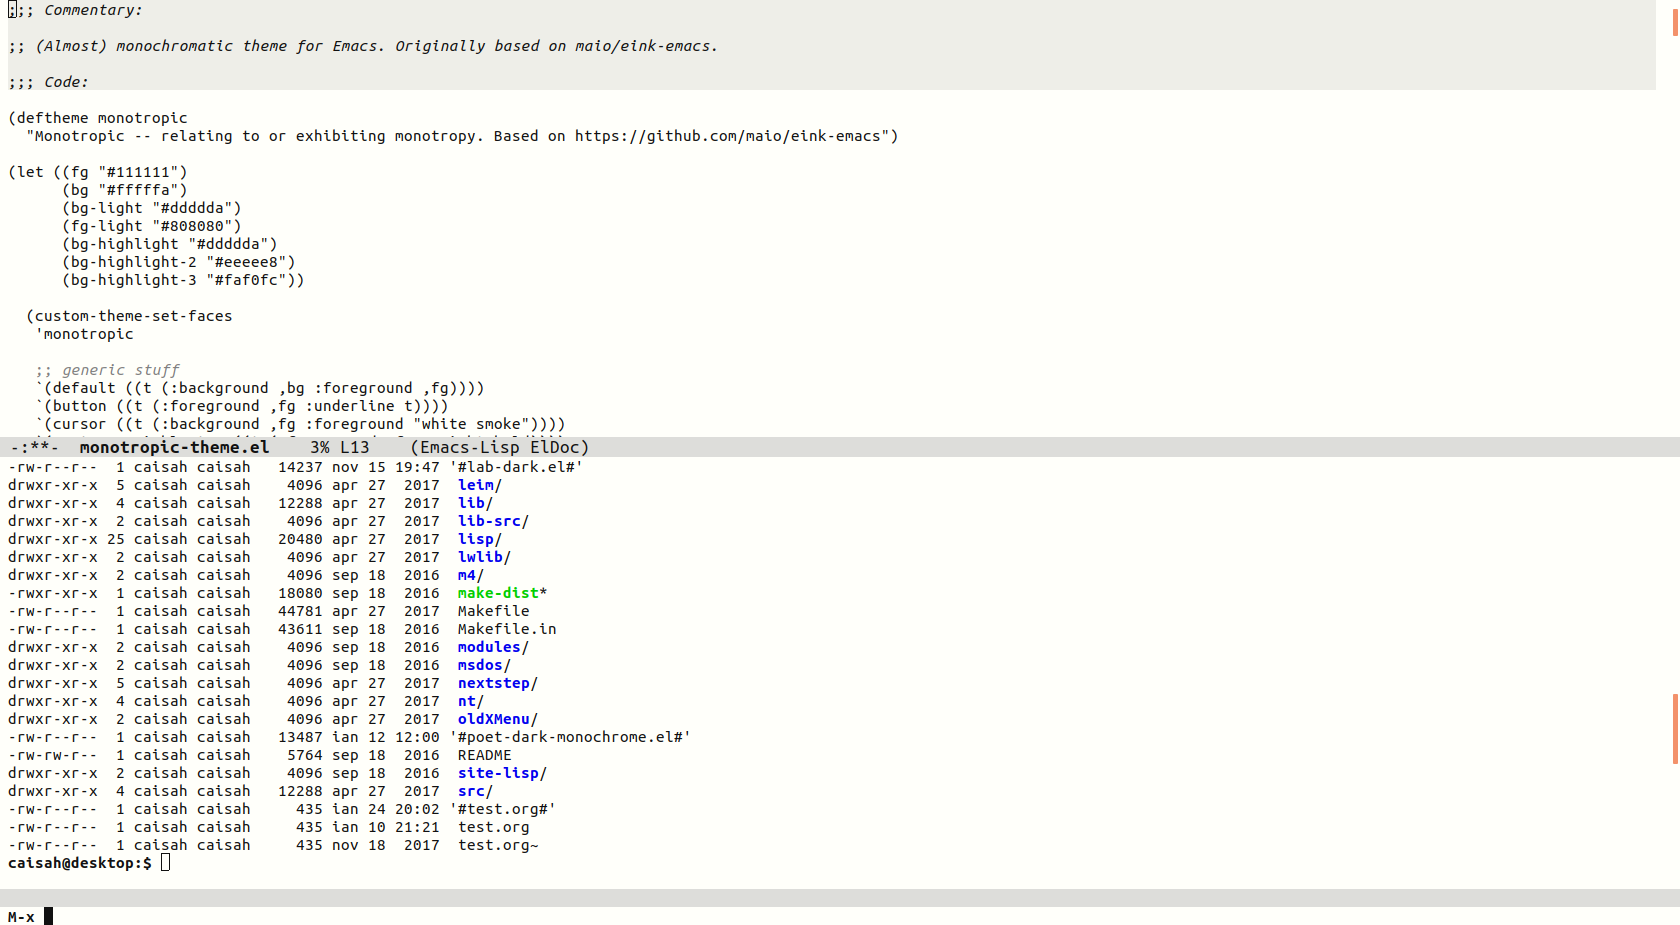 ;;; Commentary:

;; (Almost) monochromatic theme for Emacs. Originally based on maio/eink-emacs.

;;; Code:

(deftheme monotropic
  "Monotropic -- relating to or exhibiting monotropy. Based on https://github.com/maio/eink-emacs")

(let ((fg "#111111")
      (bg "#fffffa")
      (bg-light "#ddddda")
      (fg-light "#808080")
      (bg-highlight "#ddddda")
      (bg-highlight-2 "#eeeee8")
      (bg-highlight-3 "#faf0fc"))

  (custom-theme-set-faces
   'monotropic

   ;; generic stuff
   `(default ((t (:background ,bg :foreground ,fg))))
   `(button ((t (:foreground ,fg :underline t))))
   `(cursor ((t (:background ,fg :foreground "white smoke"))))
-:**-  monotropic-theme.el    3% L13    (Emacs-Lisp ElDoc)
-rw-r--r--  1 caisah caisah   14237 nov 15 19:47 '#lab-dark.el#'
drwxr-xr-x  5 caisah caisah    4096 apr 27  2017  leim/
drwxr-xr-x  4 caisah caisah   12288 apr 27  2017  lib/
drwxr-xr-x  2 caisah caisah    4096 apr 27  2017  lib-src/
drwxr-xr-x 25 caisah caisah   20480 apr 27  2017  lisp/
drwxr-xr-x  2 caisah caisah    4096 apr 27  2017  lwlib/
drwxr-xr-x  2 caisah caisah    4096 sep 18  2016  m4/
-rwxr-xr-x  1 caisah caisah   18080 sep 18  2016  make-dist*
-rw-r--r--  1 caisah caisah   44781 apr 27  2017  Makefile
-rw-r--r--  1 caisah caisah   43611 sep 18  2016  Makefile.in
drwxr-xr-x  2 caisah caisah    4096 sep 18  2016  modules/
drwxr-xr-x  2 caisah caisah    4096 sep 18  2016  msdos/
drwxr-xr-x  5 caisah caisah    4096 apr 27  2017  nextstep/
drwxr-xr-x  4 caisah caisah    4096 apr 27  2017  nt/
drwxr-xr-x  2 caisah caisah    4096 apr 27  2017  oldXMenu/
-rw-r--r--  1 caisah caisah   13487 ian 12 12:00 '#poet-dark-monochrome.el#'
-rw-rw-r--  1 caisah caisah    5764 sep 18  2016  README
drwxr-xr-x  2 caisah caisah    4096 sep 18  2016  site-lisp/
drwxr-xr-x  4 caisah caisah   12288 apr 27  2017  src/
-rw-r--r--  1 caisah caisah     435 ian 24 20:02 '#test.org#'
-rw-r--r--  1 caisah caisah     435 ian 10 21:21  test.org
-rw-r--r--  1 caisah caisah     435 nov 18  2017  test.org~
caisah@desktop:$
M-x